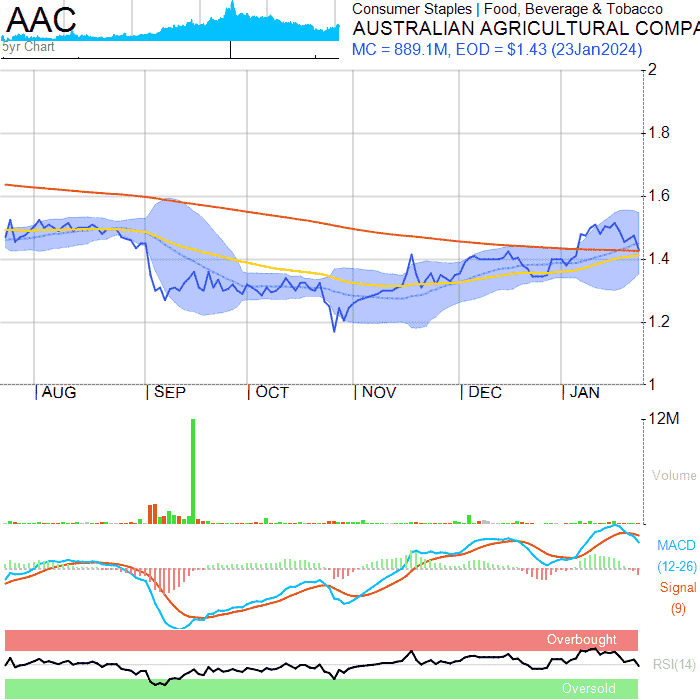 AAC
5yr Chart
Consumer Staples | Food, Beverage & Tobacco
AUSTRALIAN AGRICULTURAL COMPA
MC = 889.1M, EOD = $1.43 (23Jan2024)
2
1.8
1.6
1.4
1.2
1
AUG
SEP
OCT
NOV
DEC
JAN
12M
Volume
MACD
(12-26)
Signal
(9)
Overbought
RSI(14)
Oversold